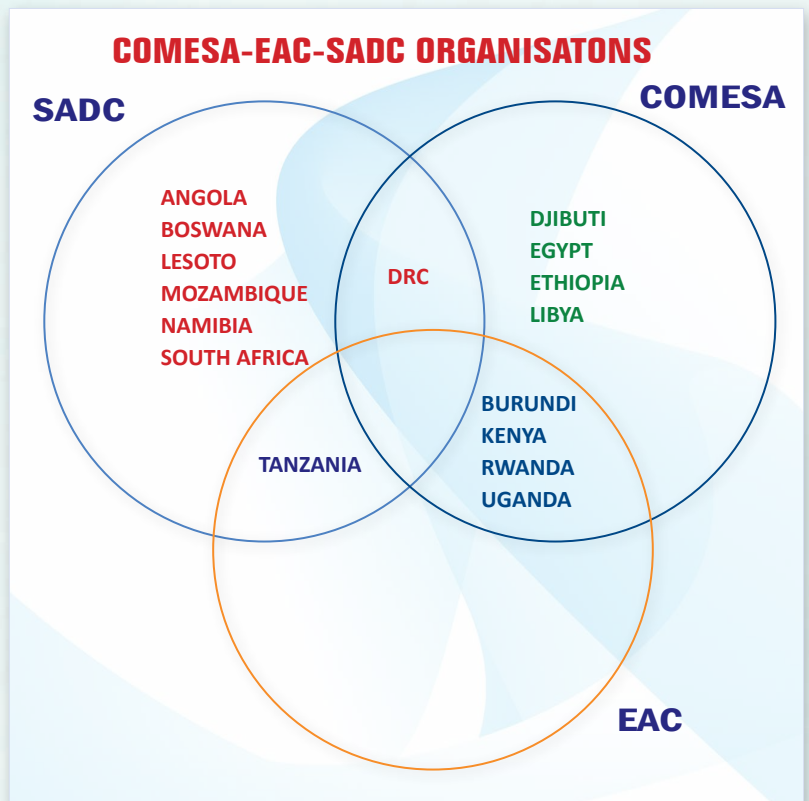 COMESA-EAC-SADC ORGANISATONS
SADC
COMESA
ANGOLA
BOSWANA
LESOTO
MOZAMBIQUE
NAMIBIA
SOUTH AFRICA
DRC
DJIBUTI
EGYPT
ETHIOPIA
LIBYA
TANZANIA
BURUNDI
KENYA
RWANDA
UGANDA
EAC